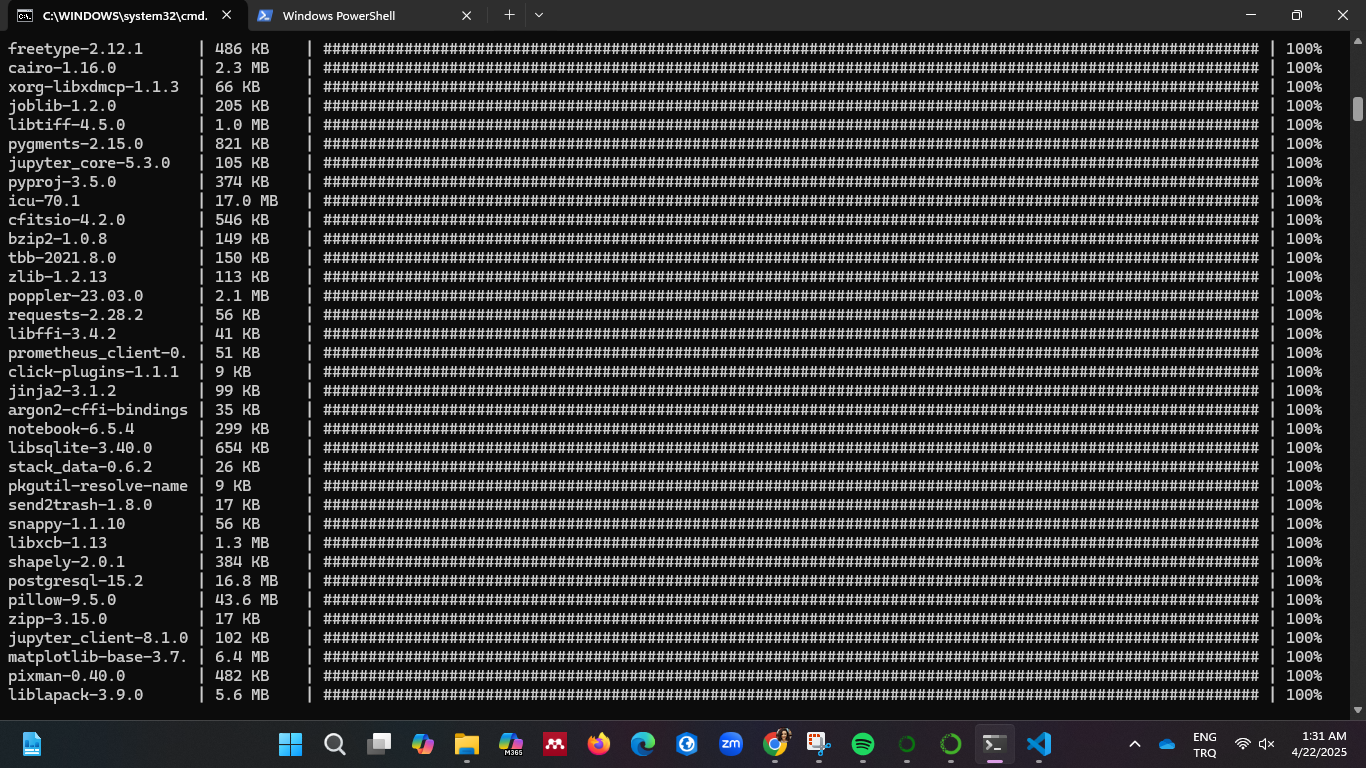 C:\WINDOWS\system32\cmd.
Windows PowerShell
freetype-2.12.1 | 486 KB | ######################################################################################################## | 100%
cairo-1.16.0 | 2.3 MB | ######################################################################################################## | 100%
xorg-libxdmcp-1.1.3 | 66 KB | ######################################################################################################## | 100%
joblib-1.2.0 | 205 KB | ######################################################################################################## | 100%
libtiff-4.5.0 | 1.0 MB | ######################################################################################################## | 100%
pygments-2.15.0 | 821 KB | ######################################################################################################## | 100%
jupyter_core-5.3.0 | 105 KB | ######################################################################################################## | 100%
pyproj-3.5.0 | 374 KB | ######################################################################################################## | 100%
icu-70.1 | 17.0 MB | ######################################################################################################## | 100%
cfitsio-4.2.0 | 546 KB | ######################################################################################################## | 100%
bzip2-1.0.8 | 149 KB | ######################################################################################################## | 100%
tbb-2021.8.0 | 150 KB | ######################################################################################################## | 100%
zlib-1.2.13 | 113 KB | ######################################################################################################## | 100%
poppler-23.03.0 | 2.1 MB | ######################################################################################################## | 100%
requests-2.28.2 | 56 KB | ######################################################################################################## | 100%
libffi-3.4.2 | 41 KB | ######################################################################################################## | 100%
prometheus_client-0. | 51 KB | ######################################################################################################## | 100%
click-plugins-1.1.1 | 9 KB | ######################################################################################################## | 100%
jinja2-3.1.2 | 99 KB | ######################################################################################################## | 100%
argon2-cffi-bindings | 35 KB | ######################################################################################################## | 100%
notebook-6.5.4 | 299 KB | ######################################################################################################## | 100%
libsqlite-3.40.0 | 654 KB | ######################################################################################################## | 100%
stack_data-0.6.2 | 26 KB | ######################################################################################################## | 100%
pkgutil-resolve-name | 9 KB | ######################################################################################################## | 100%
send2trash-1.8.0 | 17 KB | ######################################################################################################## | 100%
snappy-1.1.10 | 56 KB | ######################################################################################################## | 100%
libxcb-1.13 | 1.3 MB | ######################################################################################################## | 100%
shapely-2.0.1 | 384 KB | ######################################################################################################## | 100%
postgresql-15.2 | 16.8 MB | ######################################################################################################## | 100%
pillow-9.5.0 | 43.6 MB | ######################################################################################################## | 100%
zipp-3.15.0 | 17 KB | ######################################################################################################## | 100%
jupyter_client-8.1.0 | 102 KB | ######################################################################################################## | 100%
matplotlib-base-3.7. | 6.4 MB | ######################################################################################################## | 100%
pixman-0.40.0 | 482 KB | ######################################################################################################## | 100%
liblapack-3.9.0 | 5.6 MB | ######################################################################################################## | 100%
M365
zm
ENG
TRQ
1:31 AM
4/22/2025